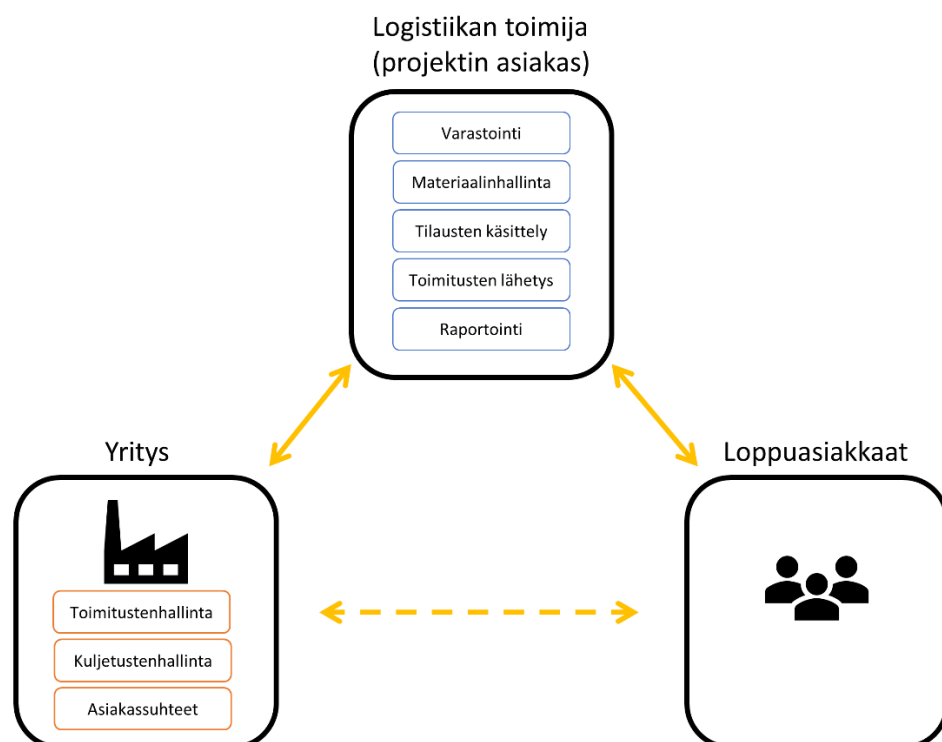 Logistiikan toimija
(projektin asiakas)
Varastointi
Materiaalinhallinta
Tilausten käsittely
Toimitusten lähetys
Raportointi
Yritys
Toimitustenhallinta
Kuljetustenhallinta
Asiakassuhteet
Loppuasiakkaat